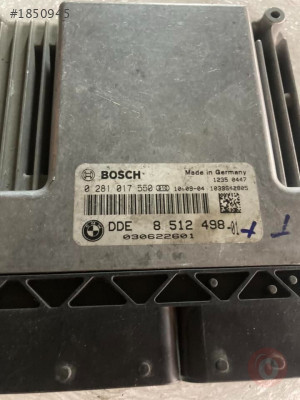 #1850945
BOSCH
Made in Germany
1235 0447
0 281 017 550
10-09-04 1039S42805
DDE 8 512 498-01
030622601